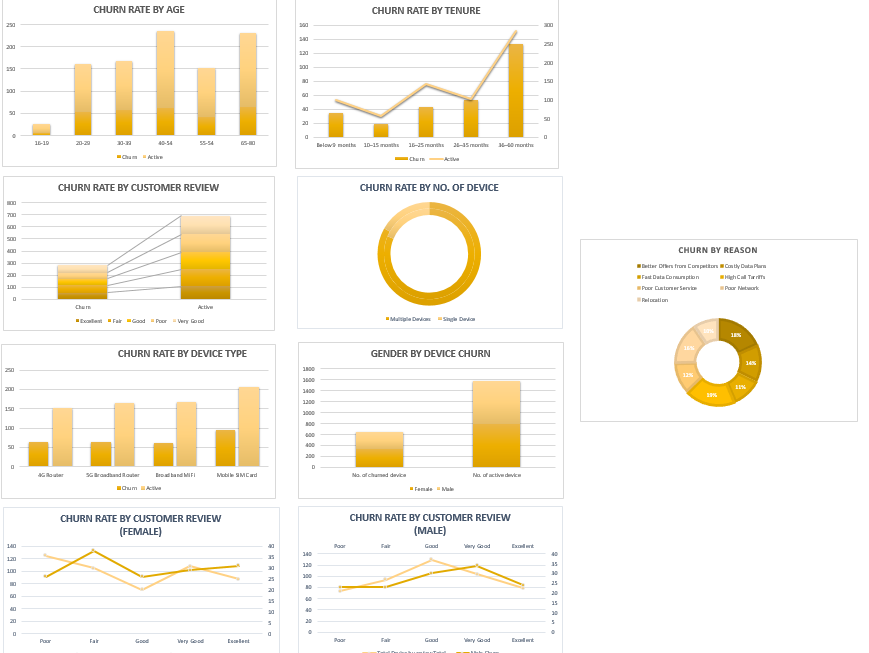 CHURN RATE BY AGE
250
200
150
100
50
0
16-19 20-29 30-39 40-54 55-54 65-80
Churn Active
CHURN RATE BY TENURE
160 300
140 250
120
100 200
80 150
60 100
40
20 50
0 0
Below 9 months 10–15 months 16–25 months 26–35 months 36–60 months
Churn Active
CHURN RATE BY CUSTOMER REVIEW
800
700
600
500
400
300
200
100
0
Churn Active
Excellent Fair Good Poor Very Good
CHURN RATE BY NO. OF DEVICE
Multiple Devices Single Device
CHURN BY REASON
Better Offers from Competitors Costly Data Plans
Fast Data Consumption High Call Tarriffs
Poor Customer Service Poor Network
Relocation
18%
14%
11%
CHURN RATE BY DEVICE TYPE
250
200
150
100
50
0
4G Router 5G Broadband Router Broadband MIFI Mobile SIM Card
Churn Active
GENDER BY DEVICE CHURN
1800
1600
1400
1200
1000
800
600
400
200
0
No. of churned device No. of active device
Female Male
CHURN RATE BY CUSTOMER REVIEW
(FEMALE)
140 40
120 35
100 30
80 25
60 20
40 15
20 10
0 5
0
Poor Fair Good Very Good Excellent
CHURN RATE BY CUSTOMER REVIEW
(MALE)
Poor Fair Good Very Good Excellent
140 40
120 35
100 30
80 25
60 20
40 15
20 10
0 5
0
Poor Fair Good Very Good Excellent